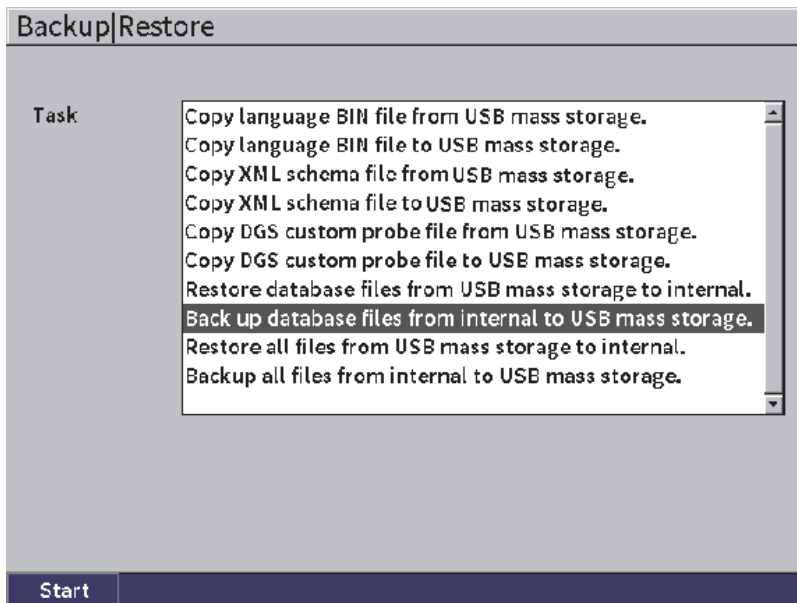 Backup|Restore
Task
Copy language BIN file from USB mass storage.
Copy language BIN file to USB mass storage.
Copy XML schema file from USB mass storage.
Copy XML schema file to USB mass storage.
Copy DGS custom probe file from USB mass storage.
Copy DGS custom probe file to USB mass storage.
Restore database files from USB mass storage to internal.
Back up database files from internal to USB mass storage.
Restore all files from USB mass storage to internal.
Backup all files from internal to USB mass storage.
Start